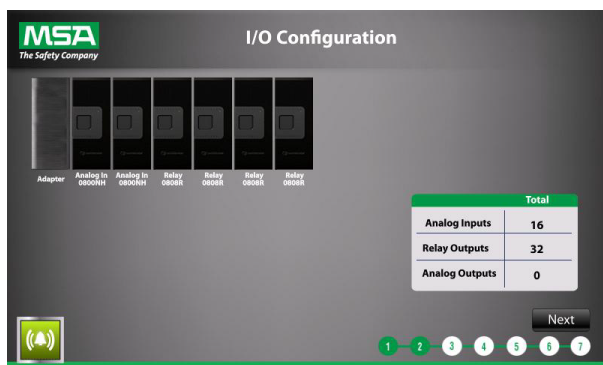 MSA
The Safety Company
I/O Configuration
Adapter
Analog In
0800NH
Analog In
0800NH
Relay
0808R
Relay
0808R
Relay
0808R
Relay
0808R
Total
Analog Inputs 16
Relay Outputs 32
Analog Outputs 0
Next
1 2 3 4 5 6 7